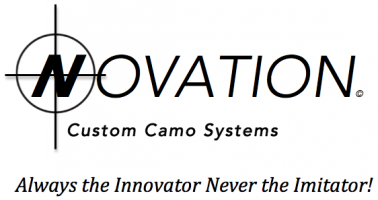 NOVATION©
Custom Camo Systems
Always the Innovator Never the Imitator!